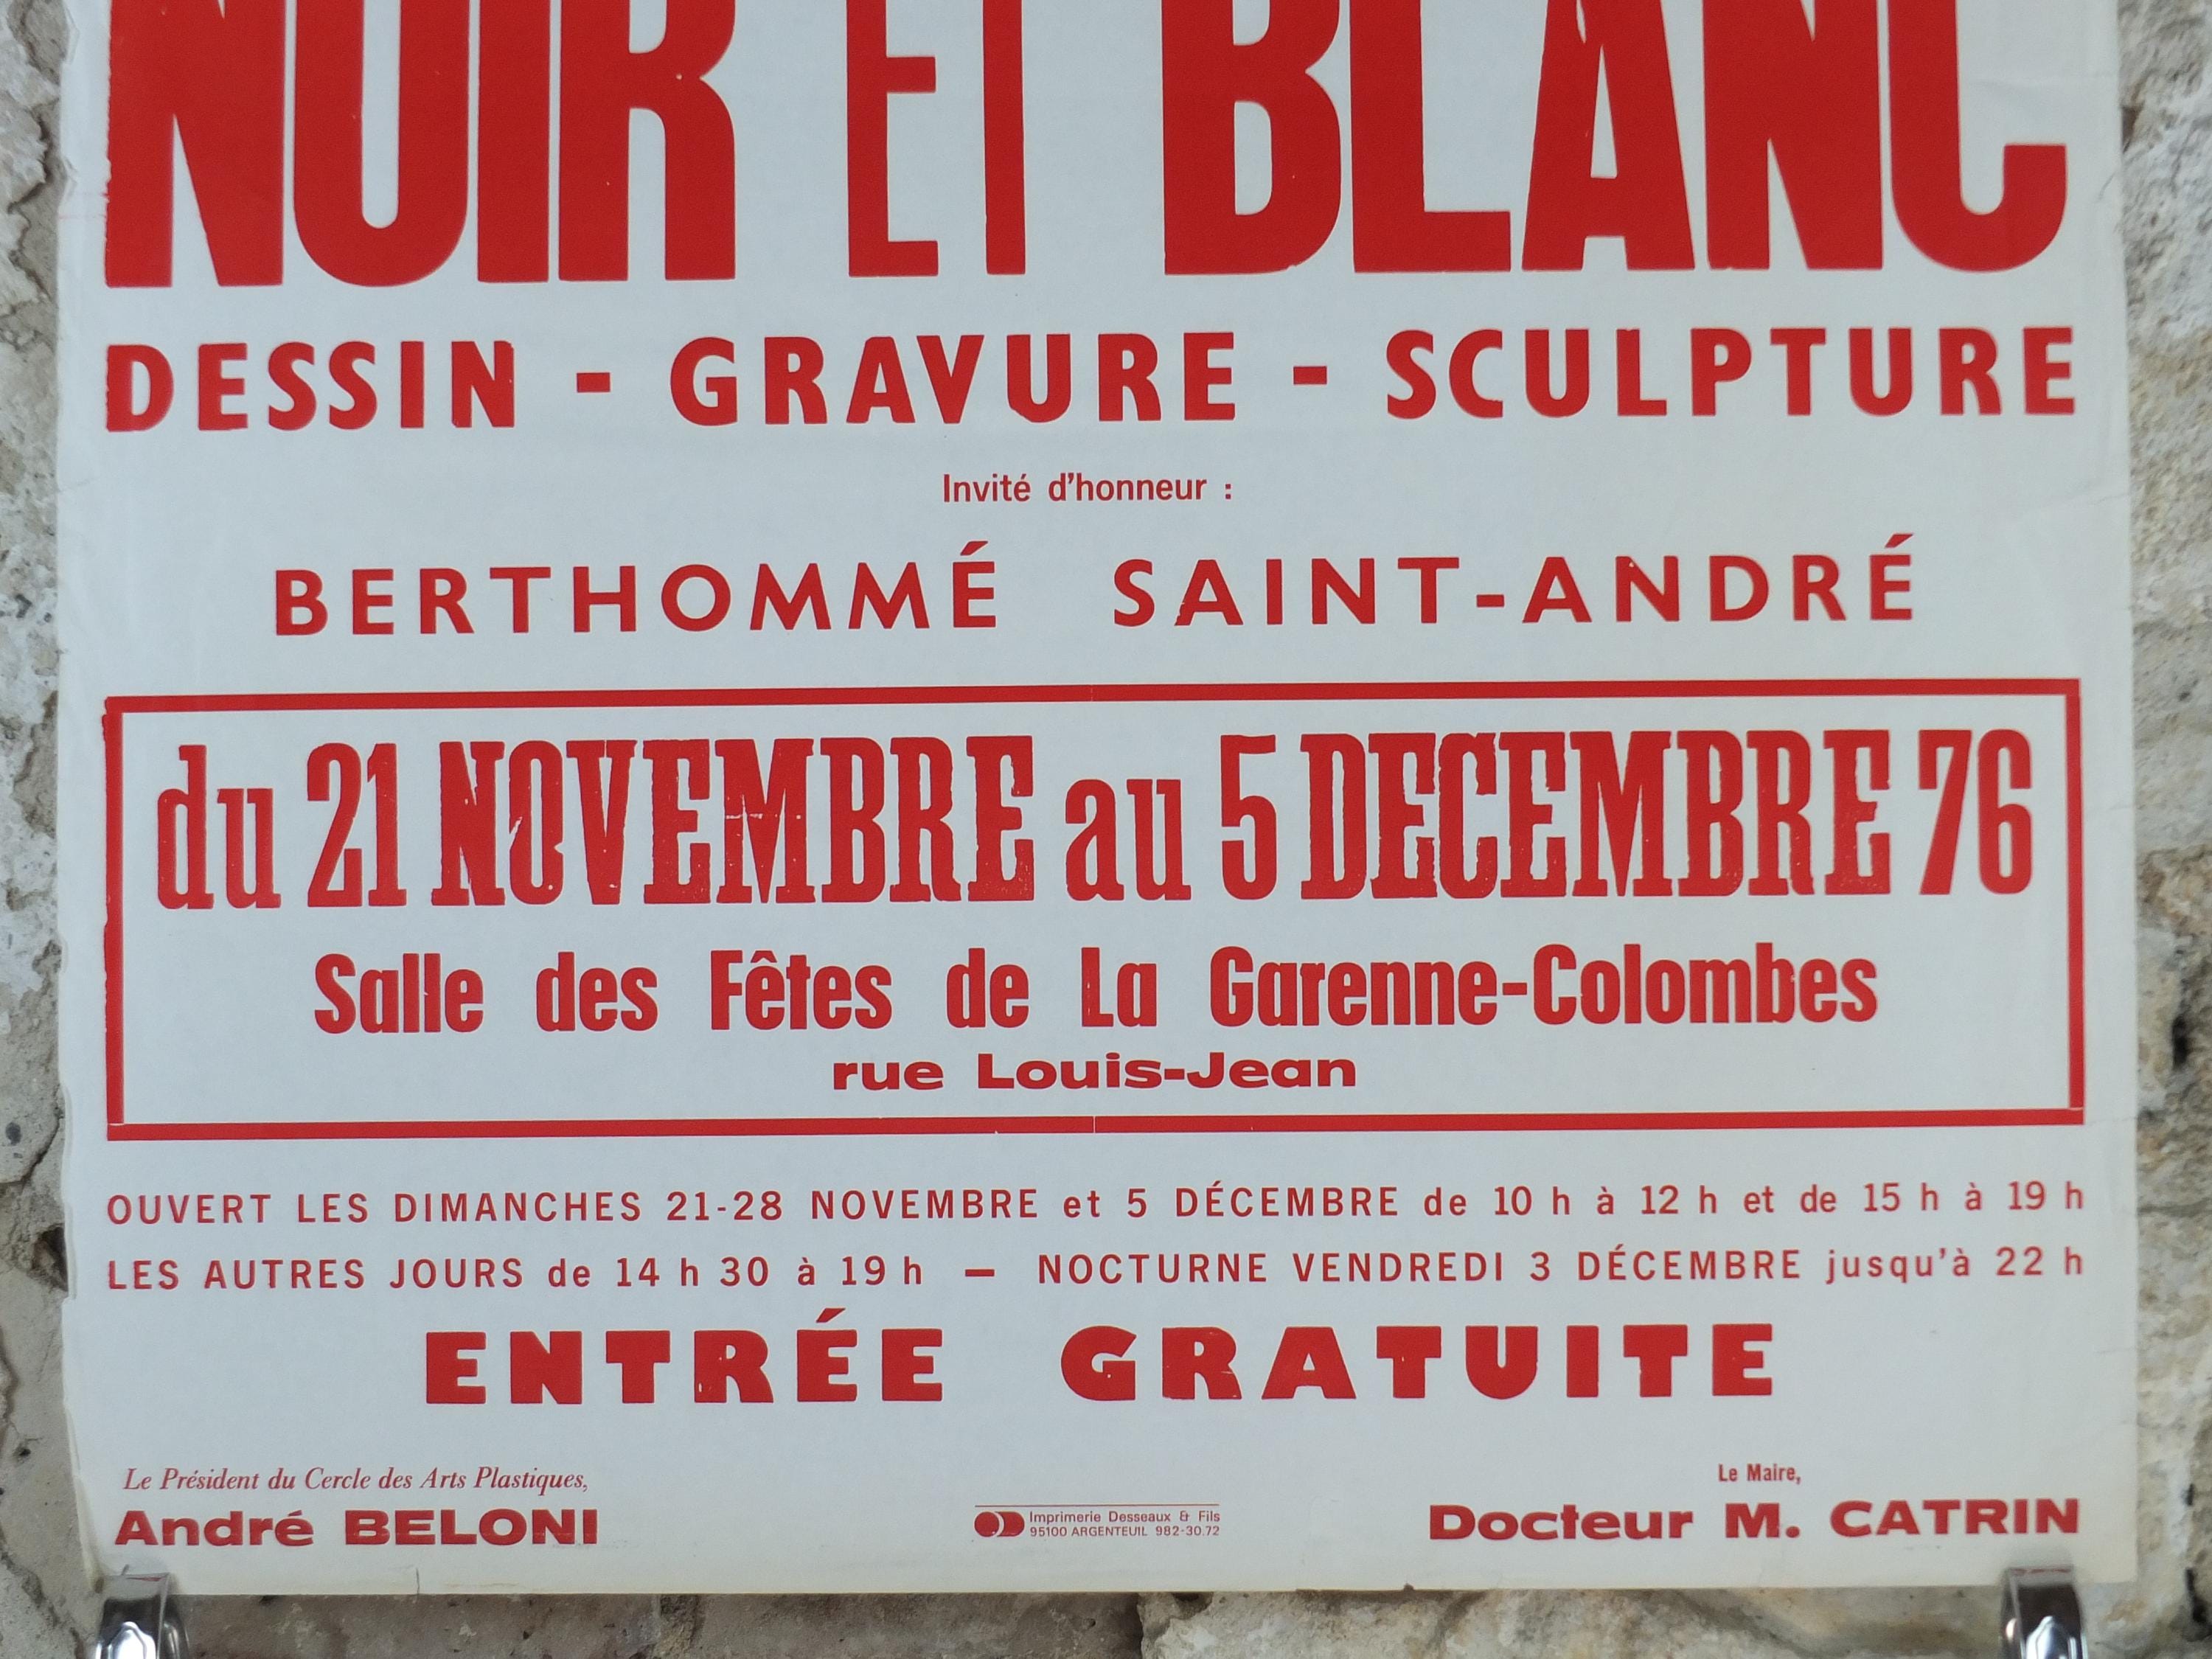 NOIR ET BLANC
DESSIN - GRAVURE - SCULPTURE
Invité d'honneur :
BERTHOMMÉ SAINT-ANDRÉ
du 21 NOVEMBRE au 5 DECEMBRE 76
Salle des Fêtes de La Garenne-Colombes
rue Louis-Jean
OUVERT LES DIMANCHES 21-28 NOVEMBRE et 5 DÉCEMBRE de 10 h à 12 h et de 15 h à 19 h
LES AUTRES JOURS de 14 h 30 à 19 h — NOCTURNE VENDREDI 3 DÉCEMBRE jusqu'à 22 h
ENTRÉE GRATUITE
Le Président du Cercle des Arts Plastiques,
André BELONI
Imprimerie Desseaux & Fils
95100 ARGENTEUIL 982-30.72
Le Maire,
Docteur M. CATRIN